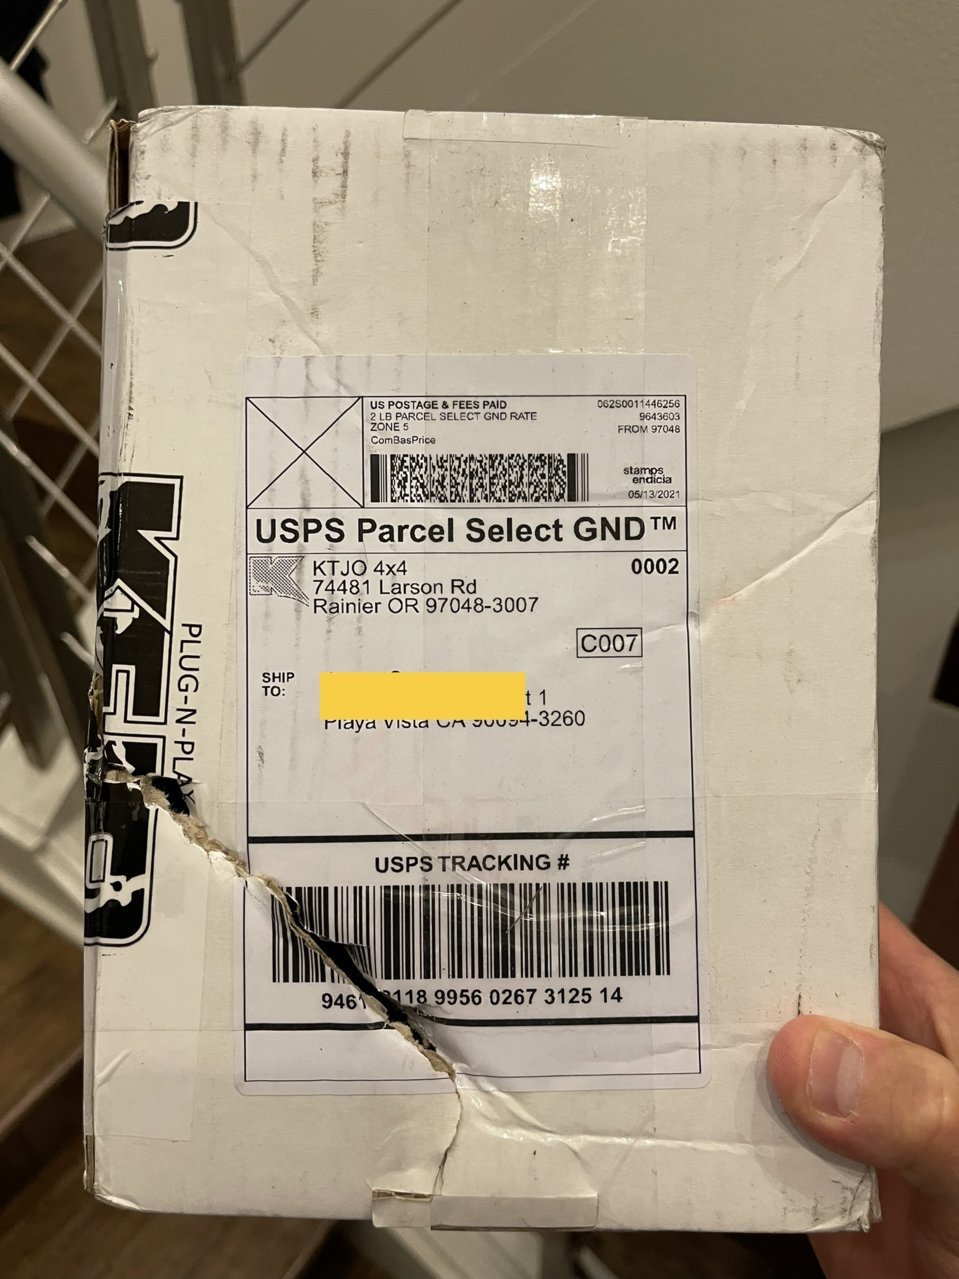 US POSTAGE & FEES PAID
2 LB PARCEL SELECT GND RATE
ZONE 5
ComBasPrice
062S0011446256
9643603
FROM 97048
stamps
endicia
05/13/2021
USPS Parcel Select GND™
KTJO 4x4
74481 Larson Rd
Rainier OR 97048-3007
0002
C007
SHIP
TO:
t 1
Playa Vista CA 90094-3260
USPS TRACKING #
9956 0267 3125 14
PLUG-N-PLAY